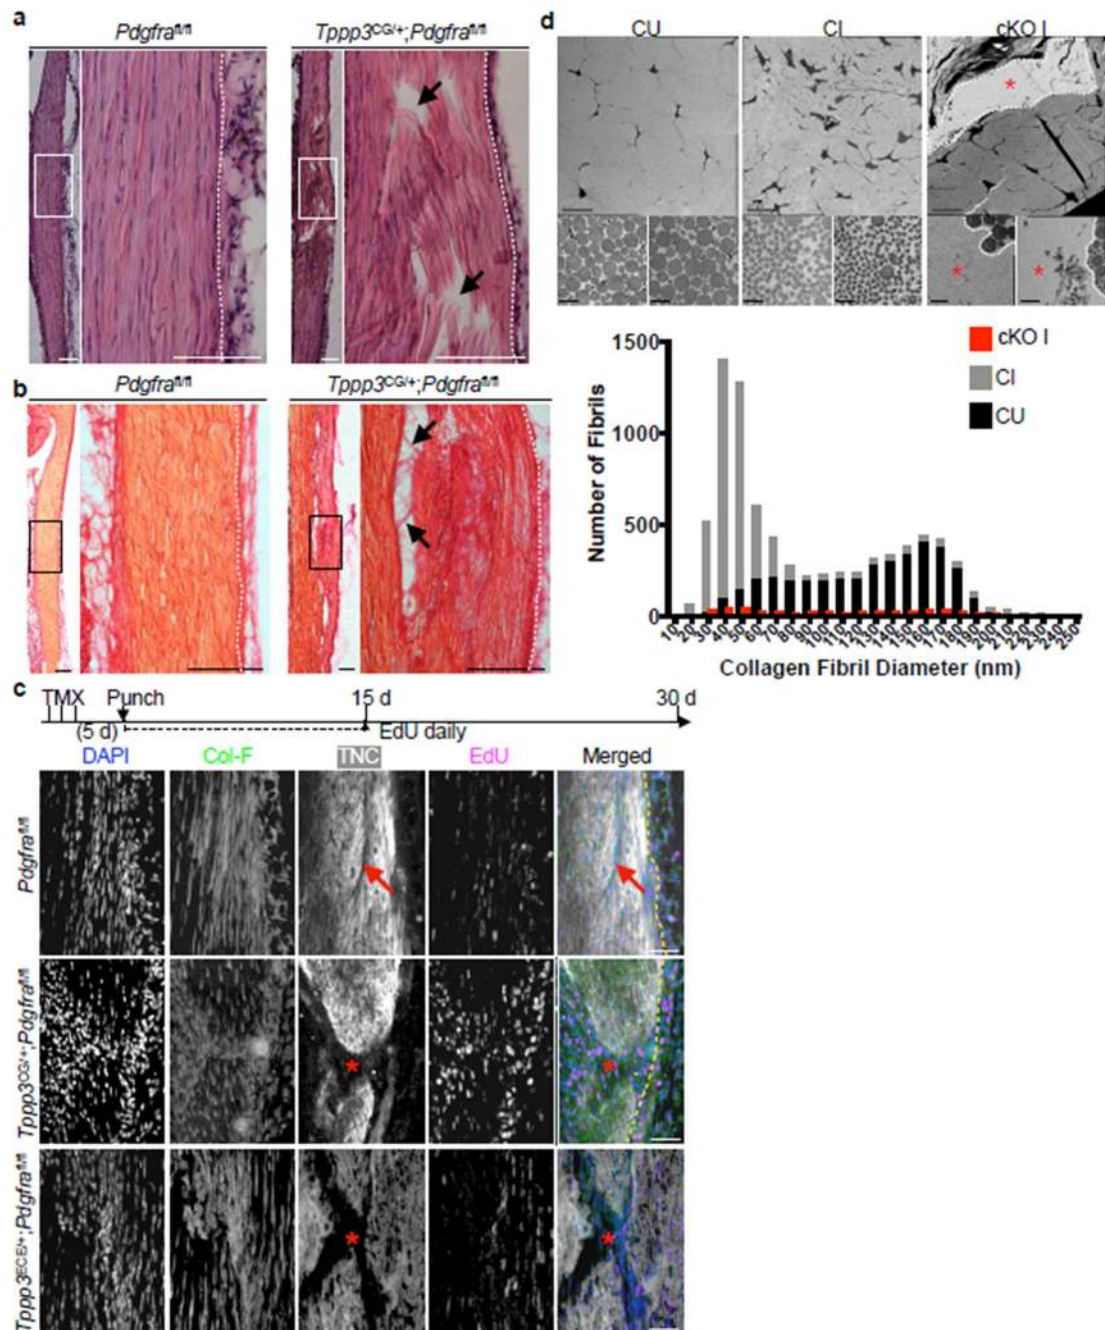 a
Pdgfra^fl/fl
Tppp3^CG/+;Pdgfra^fl/fl
b
Pdgfra^fl/fl
Tppp3^CG/+;Pdgfra^fl/fl
c
TMX Punch 15 d 30 d
(5 d) EdU daily
DAPI Col-F TNC EdU Merged
Pdgfra^fl/fl
Tppp3^CG/+;Pdgfra^fl/fl
Tppp3^ECE/+;Pdgfra^fl/fl
d
CU CI cKO I
cKO I
CI
CU
Number of Fibrils
1500
1000
500
0
10 20 30 40 50 60 70 80 90 100 110 120 130 140 150 160 170 180 190 200 210 220 230 240 250
Collagen Fibril Diameter (nm)